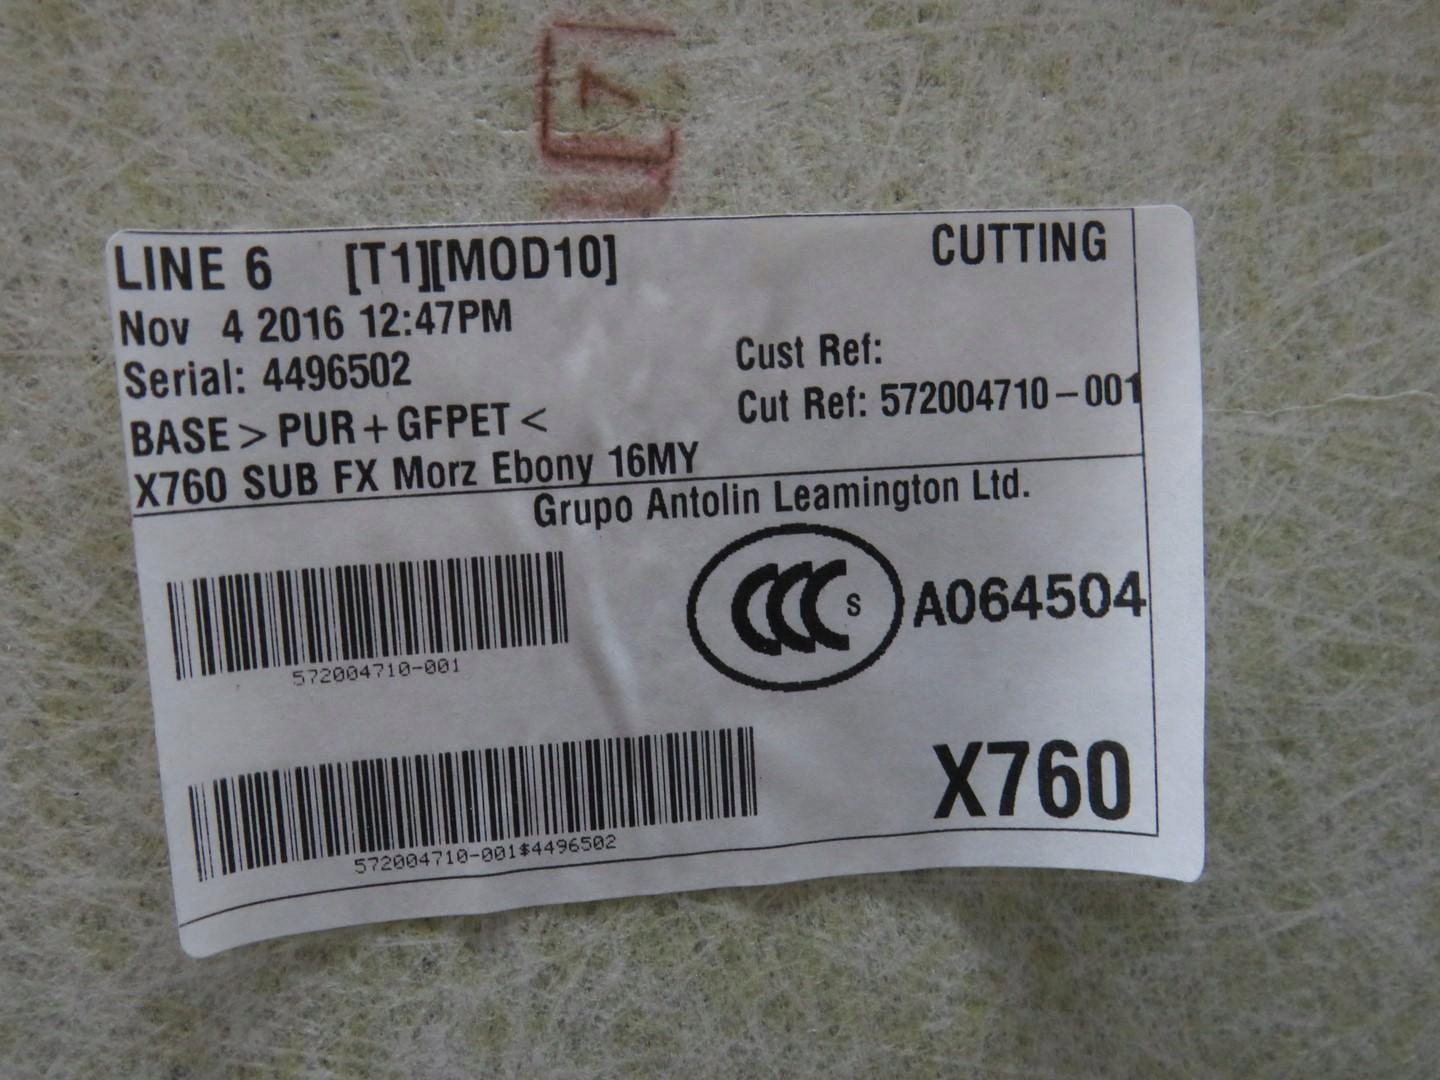 LINE 6 [T1][MOD10] CUTTING
Nov 4 2016 12:47PM
Serial: 4496502
Cust Ref:
BASE > PUR + GFPET <
Cut Ref: 572004710-001
X760 SUB FX Morz Ebony 16MY
Grupo Antolin Leamington Ltd.
CCC S A064504
572004710-001
X760
572004710-001$4496502